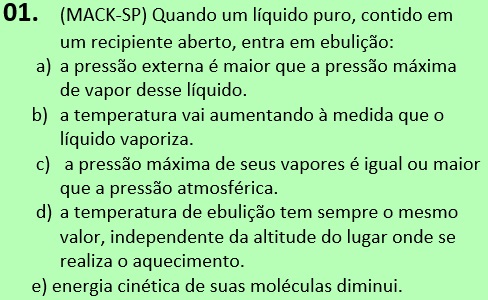 01. (MACK-SP) Quando um líquido puro, contido em
um recipiente aberto, entra em ebulição:
a) a pressão externa é maior que a pressão máxima
de vapor desse líquido.
b) a temperatura vai aumentando à medida que o
líquido vaporiza.
c) a pressão máxima de seus vapores é igual ou maior
que a pressão atmosférica.
d) a temperatura de ebulição tem sempre o mesmo
valor, independente da altitude do lugar onde se
realiza o aquecimento.
e) energia cinética de suas moléculas diminui.